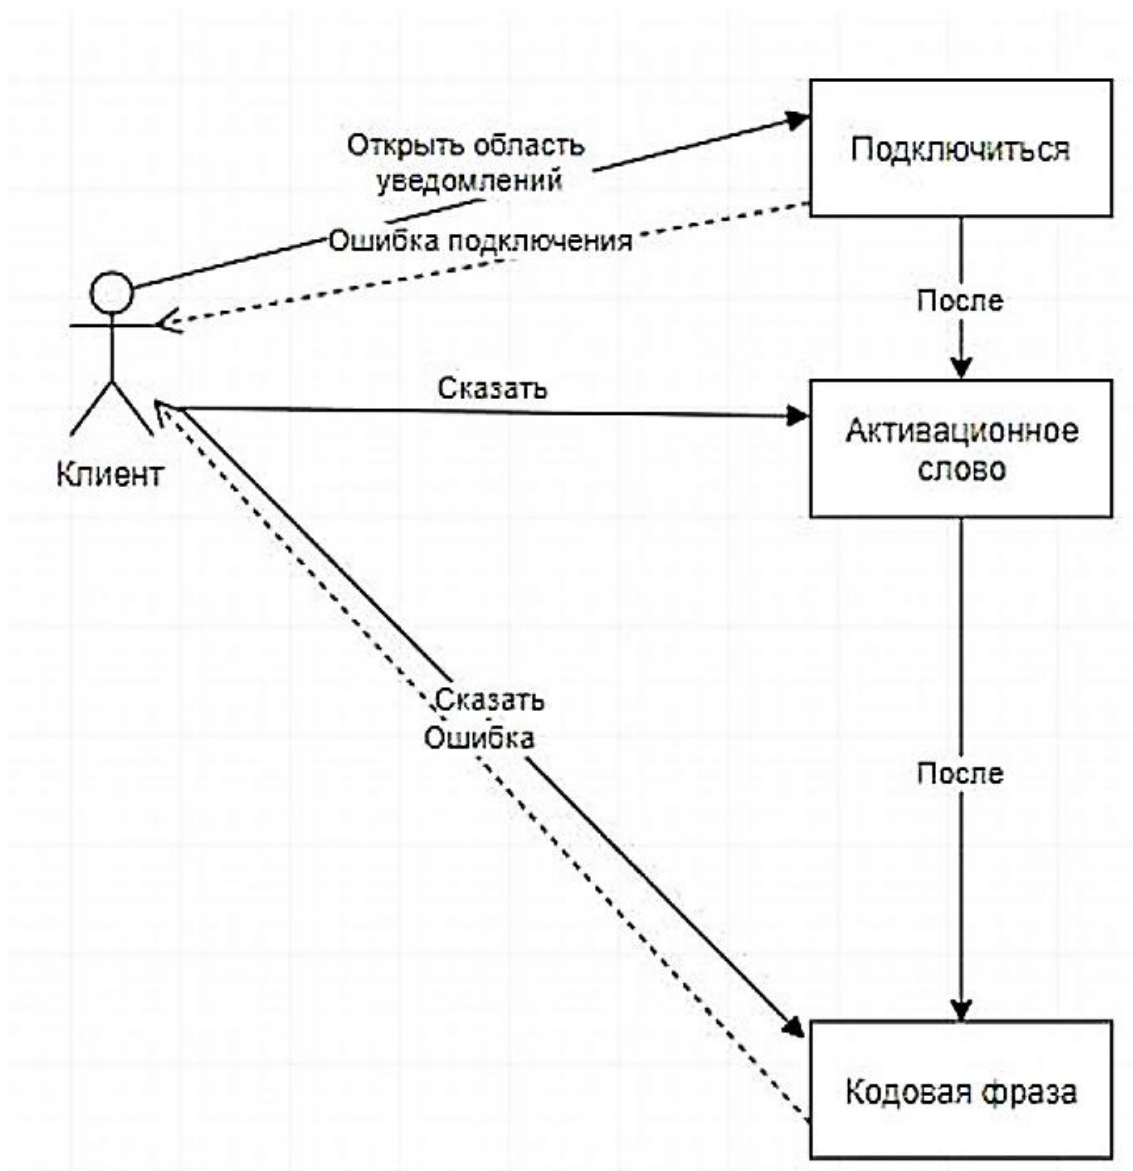 Открыть область
уведомлений
Подключиться
Ошибка подключения
После
Сказать
Активационное
слово
Клиент
Сказать
Ошибка
После
Кодовая фраза